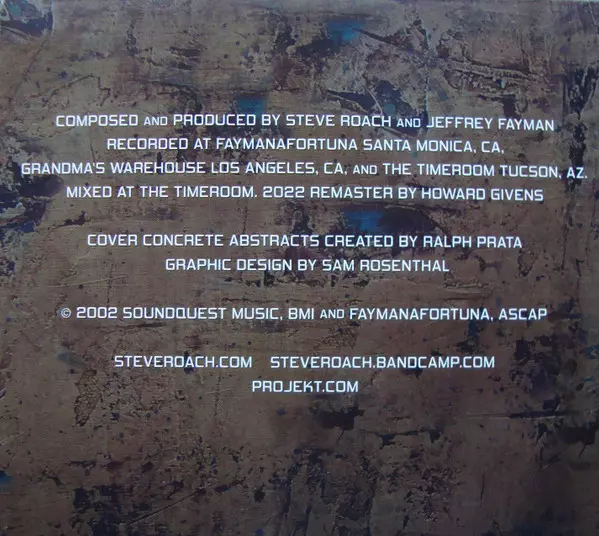 COMPOSED AND PRODUCED BY STEVE ROACH AND JEFFREY FAYMAN
RECORDED AT FAYMANAFORTUNA SANTA MONICA, CA,
GRANDMA'S WAREHOUSE LOS ANGELES, CA, AND THE TIMEROOM TUCSON, AZ.
MIXED AT THE TIMEROOM. 2022 REMASTER BY HOWARD GIVENS
COVER CONCRETE ABSTRACTS CREATED BY RALPH PRATA
GRAPHIC DESIGN BY SAM ROSENTHAL
© 2002 SOUNDQUEST MUSIC, BMI AND FAYMANAFORTUNA, ASCAP
STEVEROACH.COM STEVEROACH.BANDCAMP.COM
PROJEKT.COM